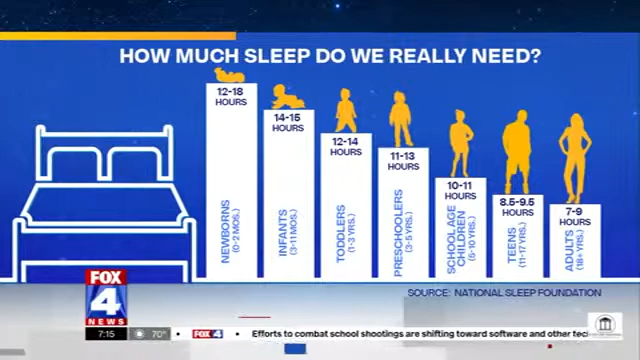 HOW MUCH SLEEP DO WE REALLY NEED?
12-18
HOURS
NEWBORNS
(0-2 MOS.)
14-15
HOURS
INFANTS
(3-11 MOS.)
12-14
HOURS
TODDLERS
(1-3 YRS.)
11-13
HOURS
PRESCHOOLERS
(3-5 YRS.)
10-11
HOURS
SCHOOL AGE
CHILDREN
(5-10 YRS.)
8.5-9.5
HOURS
TEENS
(11-17 YRS.)
7-9
HOURS
ADULTS
(18+ YRS.)
SOURCE: NATIONAL SLEEP FOUNDATION
FOX
4
NEWS
7:15 70° FOX 4 Efforts to combat school shootings are shifting toward software and other tec